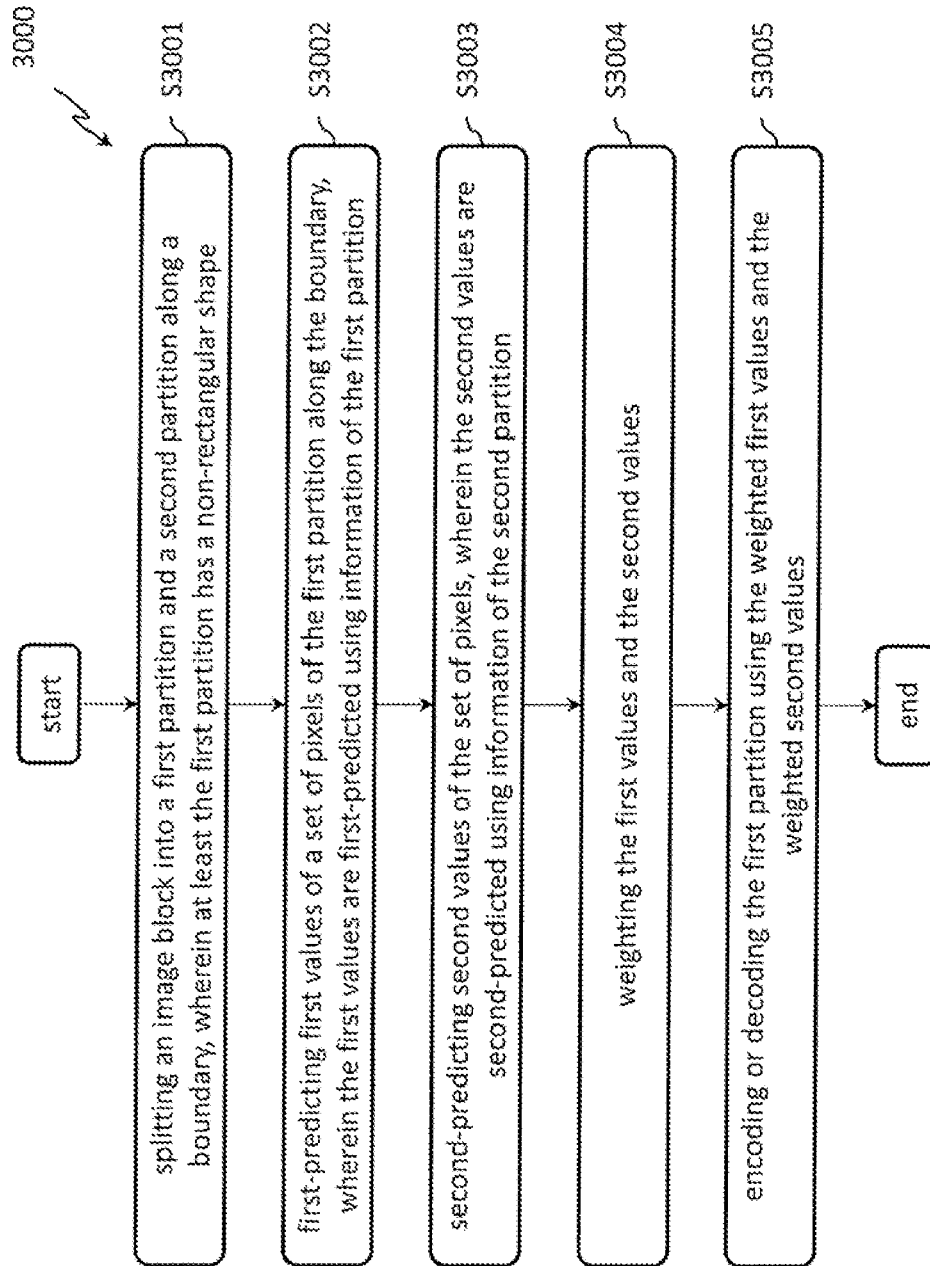 3000
start
splitting an image block into a first partition and a second partition along a
boundary, wherein at least the first partition has a non-rectangular shape
S3001
first-predicting first values of a set of pixels of the first partition along the boundary,
wherein the first values are first-predicted using information of the first partition
S3002
second-predicting second values of the set of pixels, wherein the second values are
second-predicted using information of the second partition
S3003
weighting the first values and the second values
S3004
encoding or decoding the first partition using the weighted first values and the
weighted second values
S3005
end